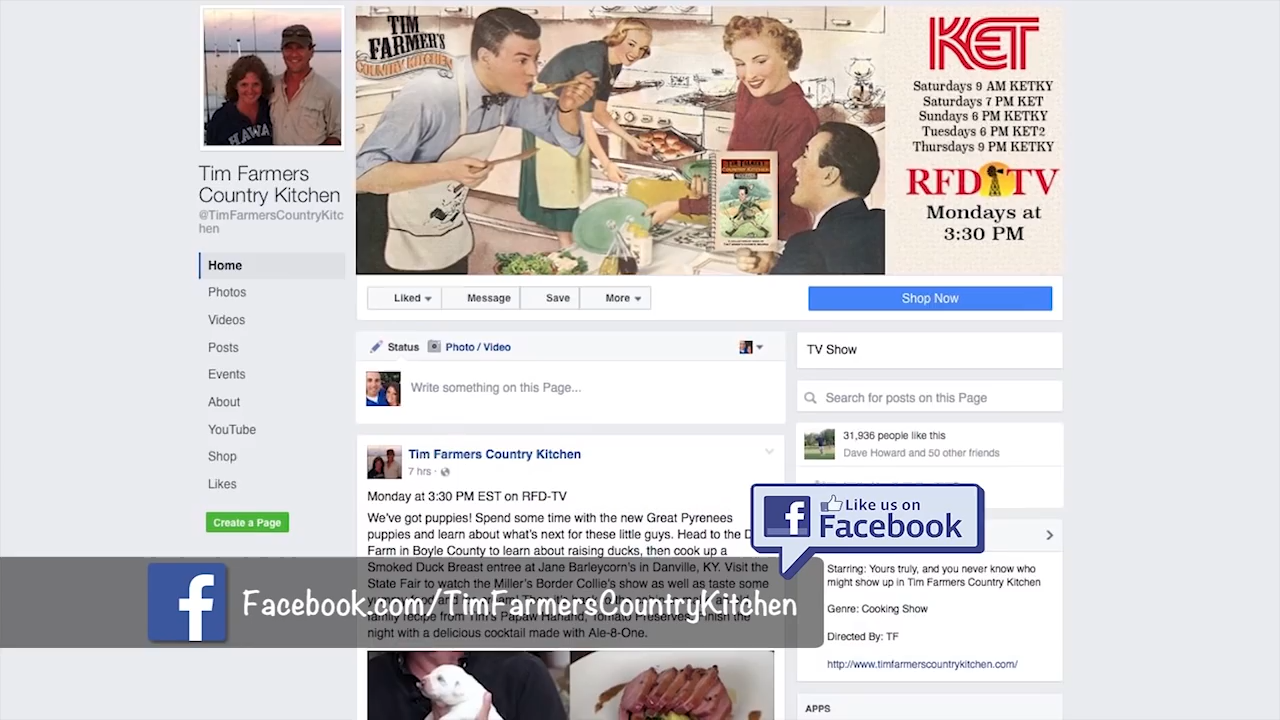 TIM
FARMER'S
COUNTRY KITCHEN
KET
Saturdays 9 AM KETKY
Saturdays 7 PM KET
Sundays 6 PM KETKY
Tuesdays 6 PM KET2
Thursdays 9 PM KETKY
RFD TV
Mondays at
3:30 PM
HAWAI
Tim Farmers
Country Kitchen
@TimFarmersCountryKitc
hen
Home
Photos
Videos
Posts
Events
About
YouTube
Shop
Likes
Create a Page
Liked
Message
Save
More
Shop Now
Status
Photo / Video
Write something on this Page...
Tim Farmers Country Kitchen
7 hrs
Monday at 3:30 PM EST on RFD-TV
We've got puppies! Spend some time with the new Great Pyrenees
puppies and learn about what's next for these little guys. Head to the D
Farm in Boyle County to learn about raising ducks, then cook up a
Smoked Duck Breast entree at Jane Barleycorn's in Danville, KY. Visit the
State Fair to watch the Miller's Border Collie's show as well as taste some
family recipe from Tim's Papaw Tomato Preserves. Finish the
night with a delicious cocktail made with Ale-8-One.
TV Show
Search for posts on this Page
31,936 people like this
Dave Howard and 50 other friends
Like us on
Facebook
Starring: Yours truly, and you never know who
might show up in Tim Farmers Country Kitchen
Genre: Cooking Show
Directed By: TF
http://www.timfarmerscountrykitchen.com/
APPS
f
Facebook.com/TimFarmersCountryKitchen